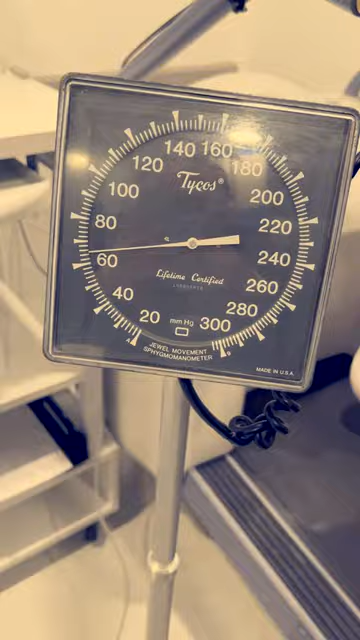 140 160
120 180
Tycos®
100 200
80 220
60 240
Lifetime Certified
40 260
280
20 mm Hg 300
JEWEL MOVEMENT
SPHYGMOMANOMETER
MADE IN U.S.A.